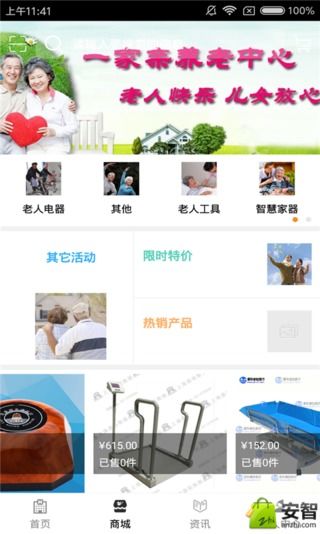 上午11:41
一家亲养老中心
老人快乐 儿女放心
老人电器
其他
老人工具
智慧家器
其它活动
限时特价
热销产品
¥615.00
已售0件
¥152.00
已售0件
首页
商城
资讯
安智
anzhi.com